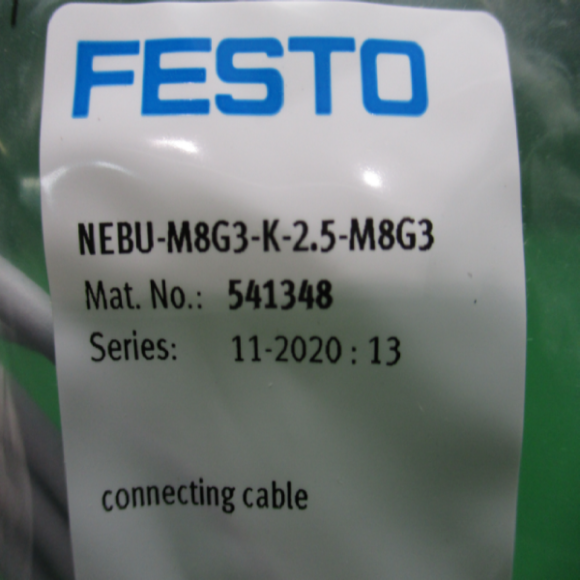 FESTO
NEBU-M8G3-K-2.5-M8G3
Mat. No.: 541348
Series: 11-2020 : 13
connecting cable